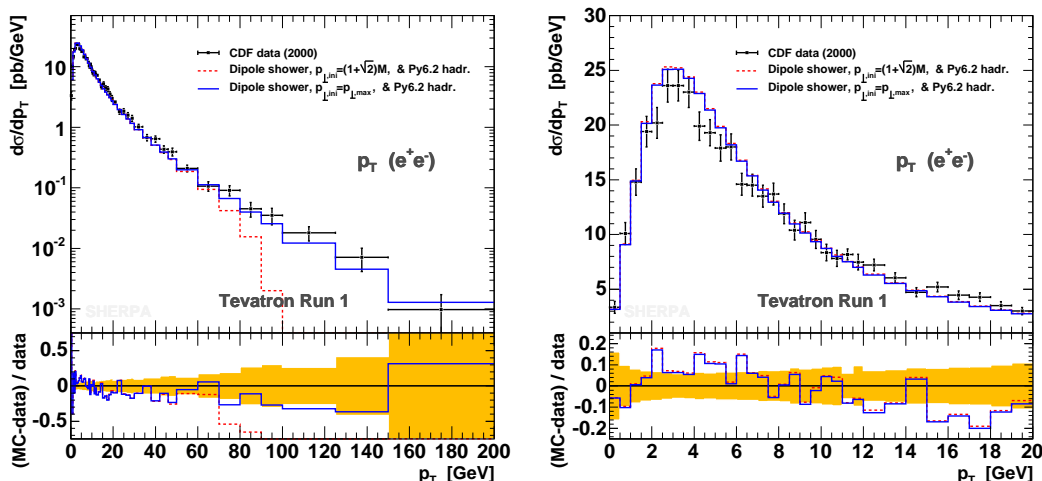 dσ/dp_T [pb/GeV]
10
1
10^-1
10^-2
10^-3
CDF data (2000)
Dipole shower, p_⊥,ini=(1+√2)M, & Py6.2 hadr.
Dipole shower, p_⊥,ini=p_⊥,max, & Py6.2 hadr.
p_T (e^+e^-)
Tevatron Run 1
SHERPA
(MC-data) / data
0.5
0
-0.5
0 20 40 60 80 100 120 140 160 180 200
p_T [GeV]
dσ/dp_T [pb/GeV]
30
25
20
15
10
5
CDF data (2000)
Dipole shower, p_⊥,ini=(1+√2)M, & Py6.2 hadr.
Dipole shower, p_⊥,ini=p_⊥,max, & Py6.2 hadr.
p_T (e^+e^-)
Tevatron Run 1
SHERPA
(MC-data) / data
0.2
0.1
0
-0.1
-0.2
0 2 4 6 8 10 12 14 16 18 20
p_T [GeV]